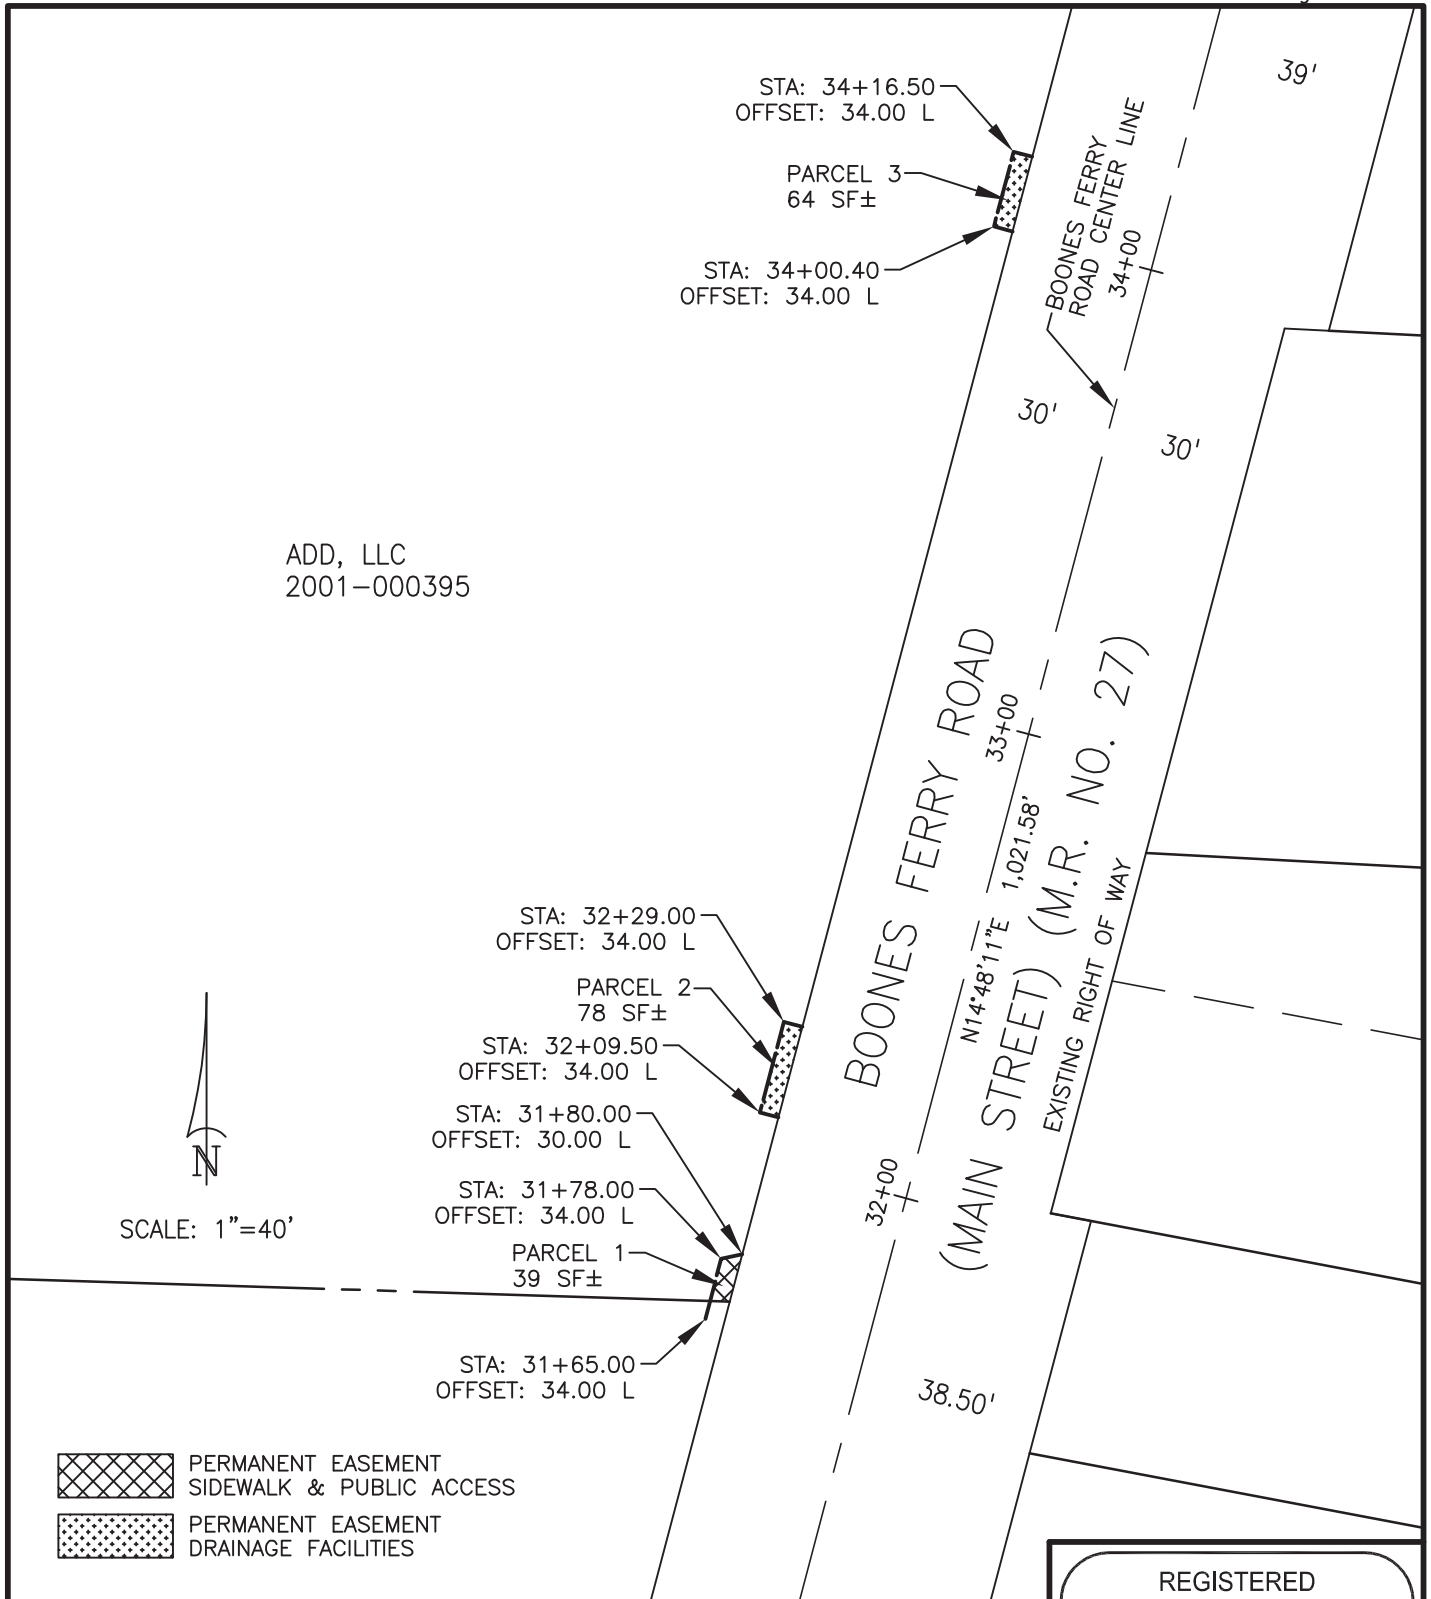 39'
STA: 34+16.50
OFFSET: 34.00 L
PARCEL 3
64 SF±
STA: 34+00.40
OFFSET: 34.00 L
BOONES FERRY
ROAD CENTER LINE
34+00
30'
30'
ADD, LLC
2001-000395
BOONES FERRY ROAD
(MAIN STREET) (M.R. NO. 27)
33+00
N14°48'11"E 1,021.58'
EXISTING RIGHT OF WAY
STA: 32+29.00
OFFSET: 34.00 L
PARCEL 2
78 SF±
STA: 32+09.50
OFFSET: 34.00 L
STA: 31+80.00
OFFSET: 30.00 L
32+00
STA: 31+78.00
OFFSET: 34.00 L
PARCEL 1
39 SF±
N
SCALE: 1"=40'
STA: 31+65.00
OFFSET: 34.00 L
38.50'
PERMANENT EASEMENT
SIDEWALK & PUBLIC ACCESS
PERMANENT EASEMENT
DRAINAGE FACILITIES
REGISTERED